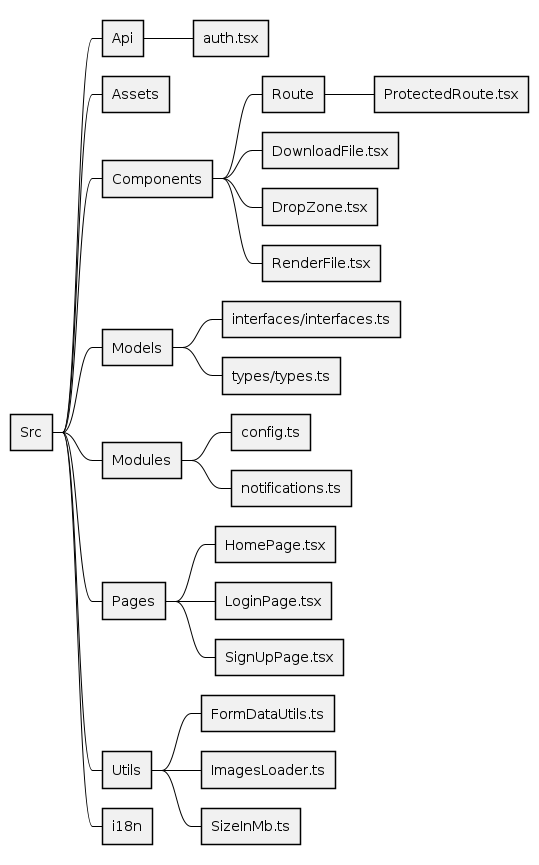 Src
Api
auth.tsx
Assets
Components
Route
ProtectedRoute.tsx
DownloadFile.tsx
DropZone.tsx
RenderFile.tsx
Models
interfaces/interfaces.ts
types/types.ts
Modules
config.ts
notifications.ts
Pages
HomePage.tsx
LoginPage.tsx
SignUpPage.tsx
Utils
FormDataUtils.ts
ImagesLoader.ts
SizeInMb.ts
i18n